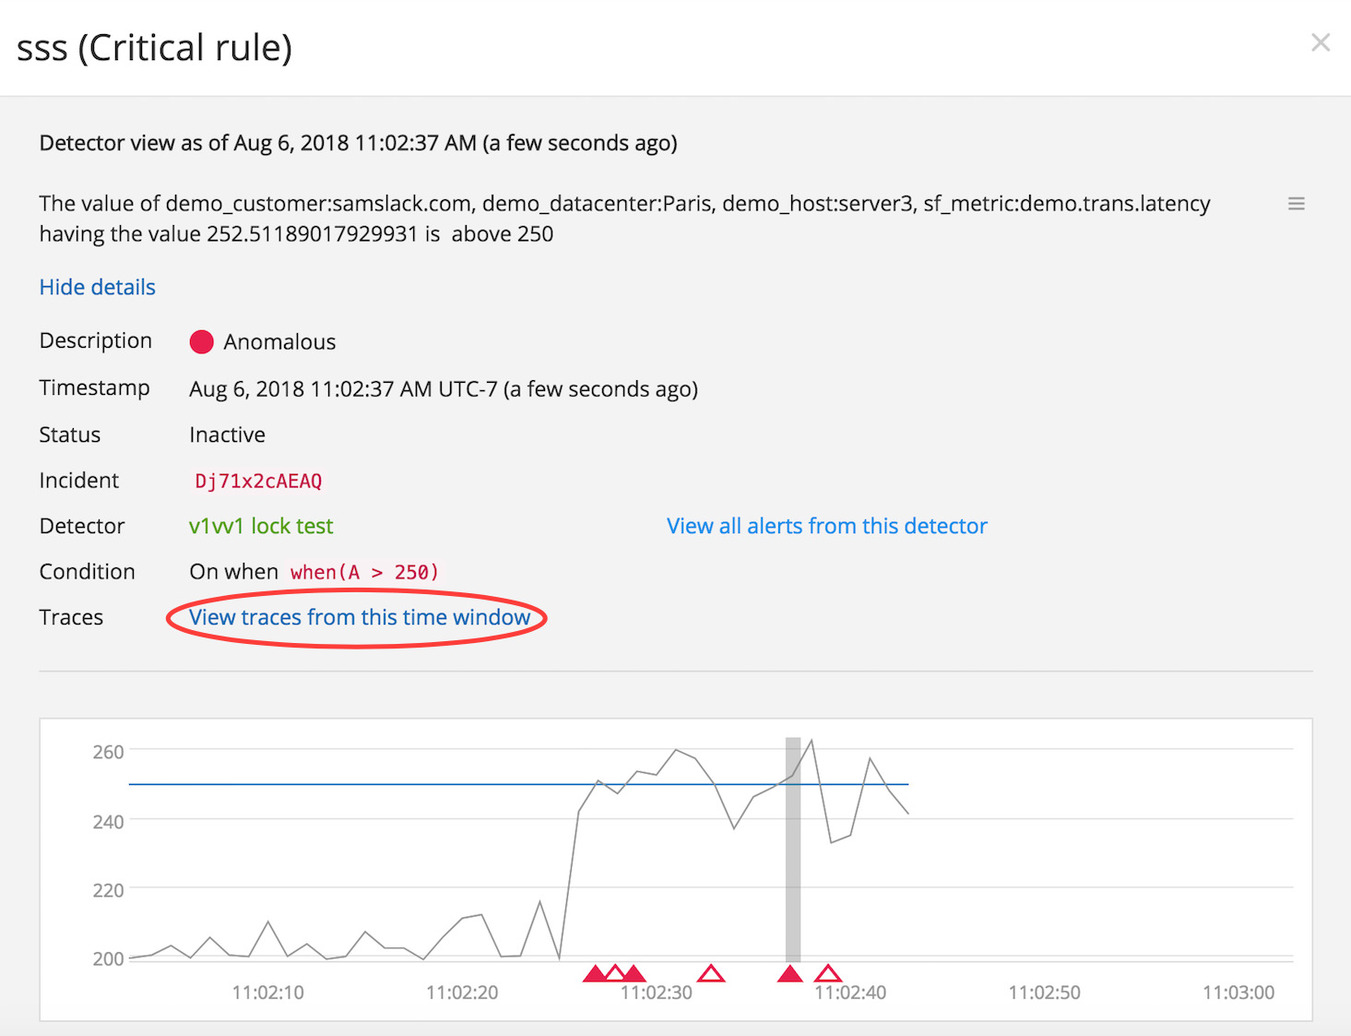 sss (Critical rule)
Detector view as of Aug 6, 2018 11:02:37 AM (a few seconds ago)
The value of demo_customer:samslack.com, demo_datacenter:Paris, demo_host:server3, sf_metric:demo.trans.latency
having the value 252.51189017929931 is  above 250
Hide details
Description Anomalous
Timestamp Aug 6, 2018 11:02:37 AM UTC-7 (a few seconds ago)
Status Inactive
Incident Dj71x2cAEAQ
Detector v1vv1 lock test View all alerts from this detector
Condition On when when(A > 250)
Traces View traces from this time window
260
240
220
200
11:02:10 11:02:20 11:02:30 11:02:40 11:02:50 11:03:00